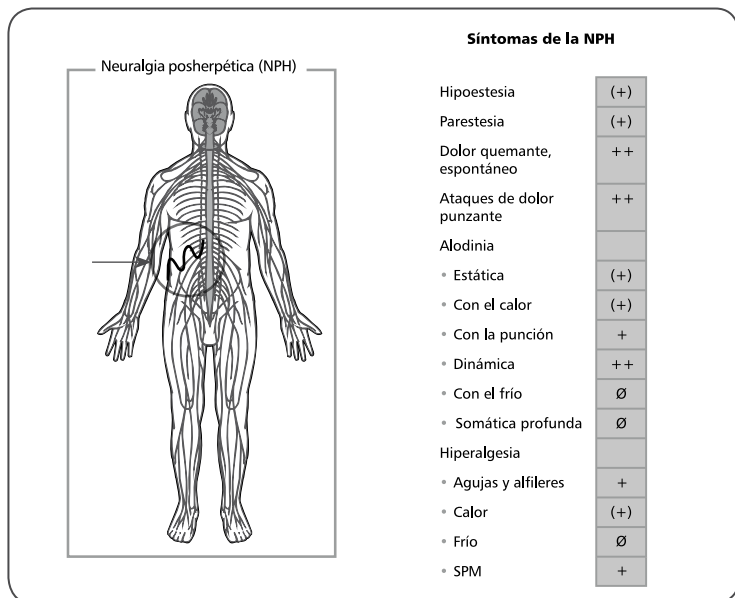 Síntomas de la NPH
Neuralgia posherpética (NPH)
Hipoestesia (+)
Parestesia (+)
Dolor quemante, ++
espontáneo
Ataques de dolor ++
punzante
Alodinia
• Estática (+)
• Con el calor (+)
• Con la punción +
• Dinámica ++
• Con el frío Ø
• Somática profunda Ø
Hiperalgesia
• Agujas y alfileres +
• Calor (+)
• Frío Ø
• SPM +